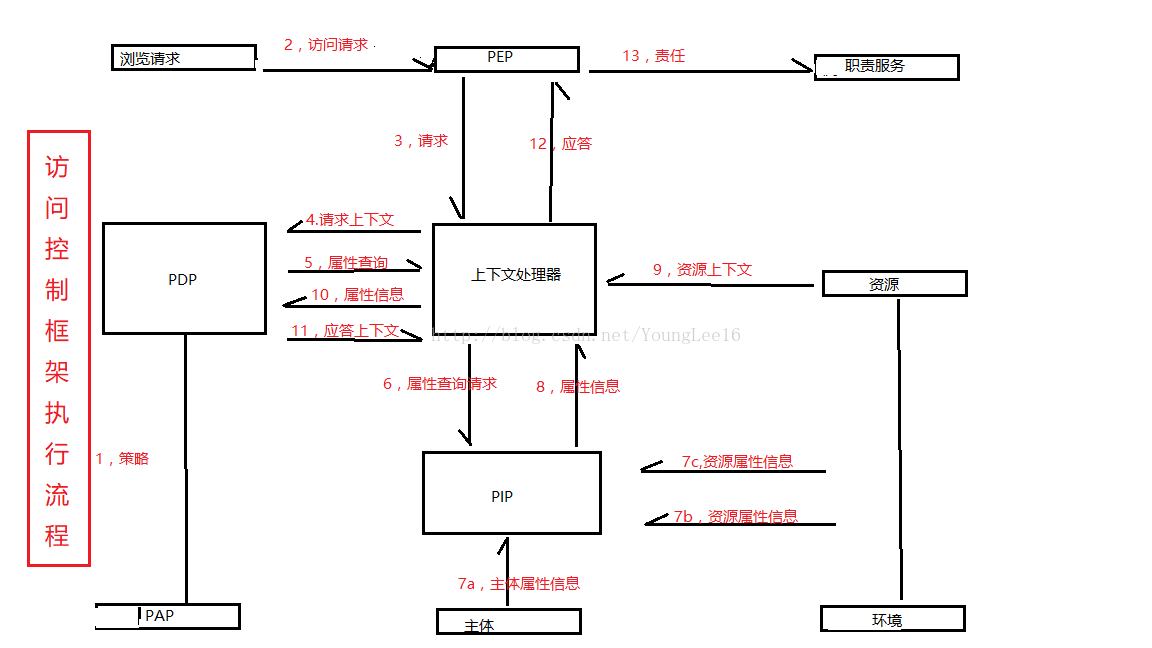 2，访问请求
浏览请求
PEP
13，责任
职责服务
3，请求
12，应答
访问控制框架执行流程
4.请求上下文
5，属性查询
10，属性信息
11，应答上下文
PDP
上下文处理器
9，资源上下文
资源
http://blog.csdn.net/YoungLee16
6，属性查询请求
8，属性信息
1，策略
PIP
7c,资源属性信息
7b，资源属性信息
7a，主体属性信息
PAP
主体
环境